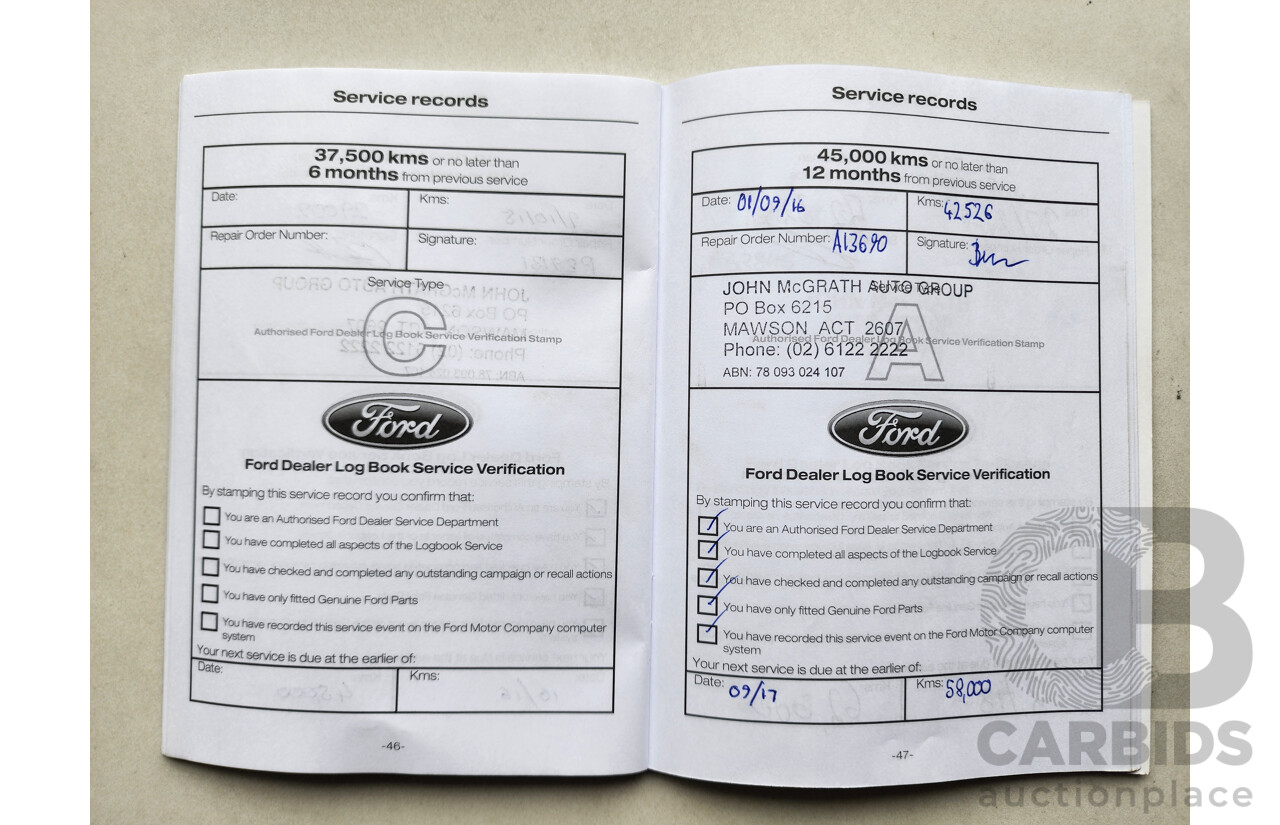 Service records
37,500 kms or no later than
6 months from previous service
Date:
Kms:
Repair Order Number:
Signature:
Service Type
C
Authorised Ford Dealer Log Book Service Verification Stamp
Ford
Ford Dealer Log Book Service Verification
By stamping this service record you confirm that:
You are an Authorised Ford Dealer Service Department
You have completed all aspects of the Logbook Service
You have checked and completed any outstanding campaign or recall actions
You have only fitted Genuine Ford Parts
You have recorded this service event on the Ford Motor Company computer
system
Your next service is due at the earlier of:
Date:
Kms:
-46-
Service records
45,000 kms or no later than
12 months from previous service
Date: 01/09/16
Kms: 42526
Repair Order Number: A13690
Signature:
Service Type
JOHN McGRATH AUTO GROUP
PO Box 6215
MAWSON ACT 2607
A
Authorised Ford Dealer Log Book Service Verification Stamp
Phone: (02) 6122 2222
ABN: 78 093 024 107
Ford
Ford Dealer Log Book Service Verification
By stamping this service record you confirm that:
You are an Authorised Ford Dealer Service Department
You have completed all aspects of the Logbook Service
You have checked and completed any outstanding campaign or recall actions
You have only fitted Genuine Ford Parts
You have recorded this service event on the Ford Motor Company computer
system
Your next service is due at the earlier of:
Date: 09/17
Kms: 58,000
-47-
CB
CARBIDS
auctionplace